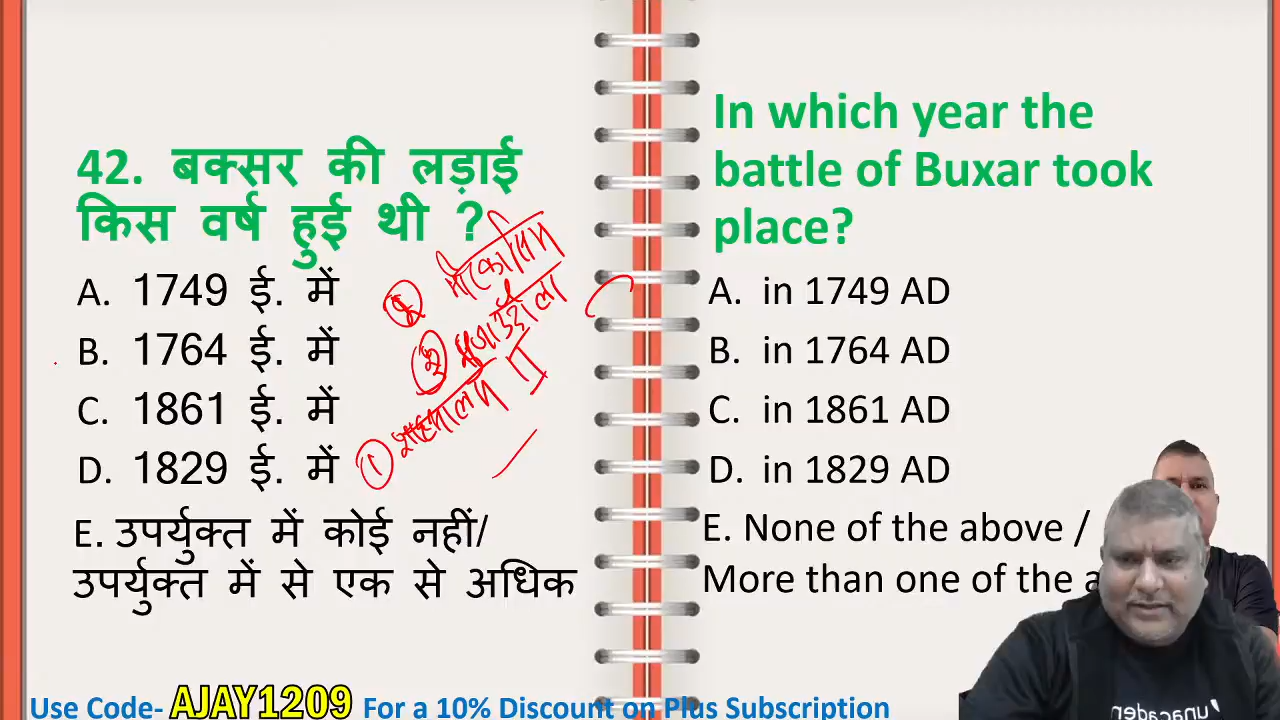 42. बक्सर की लड़ाई
किस वर्ष हुई थी ?
A. 1749 ई. में
B. 1764 ई. में
C. 1861 ई. में
D. 1829 ई. में
E. उपर्युक्त में कोई नहीं/
उपर्युक्त में से एक से अधिक
In which year the
battle of Buxar took
place?
A. in 1749 AD
B. in 1764 AD
C. in 1861 AD
D. in 1829 AD
E. None of the above /
More than one of the a
Use Code- AJAY1209 For a 10% Discount on Plus Subscription
unacadem